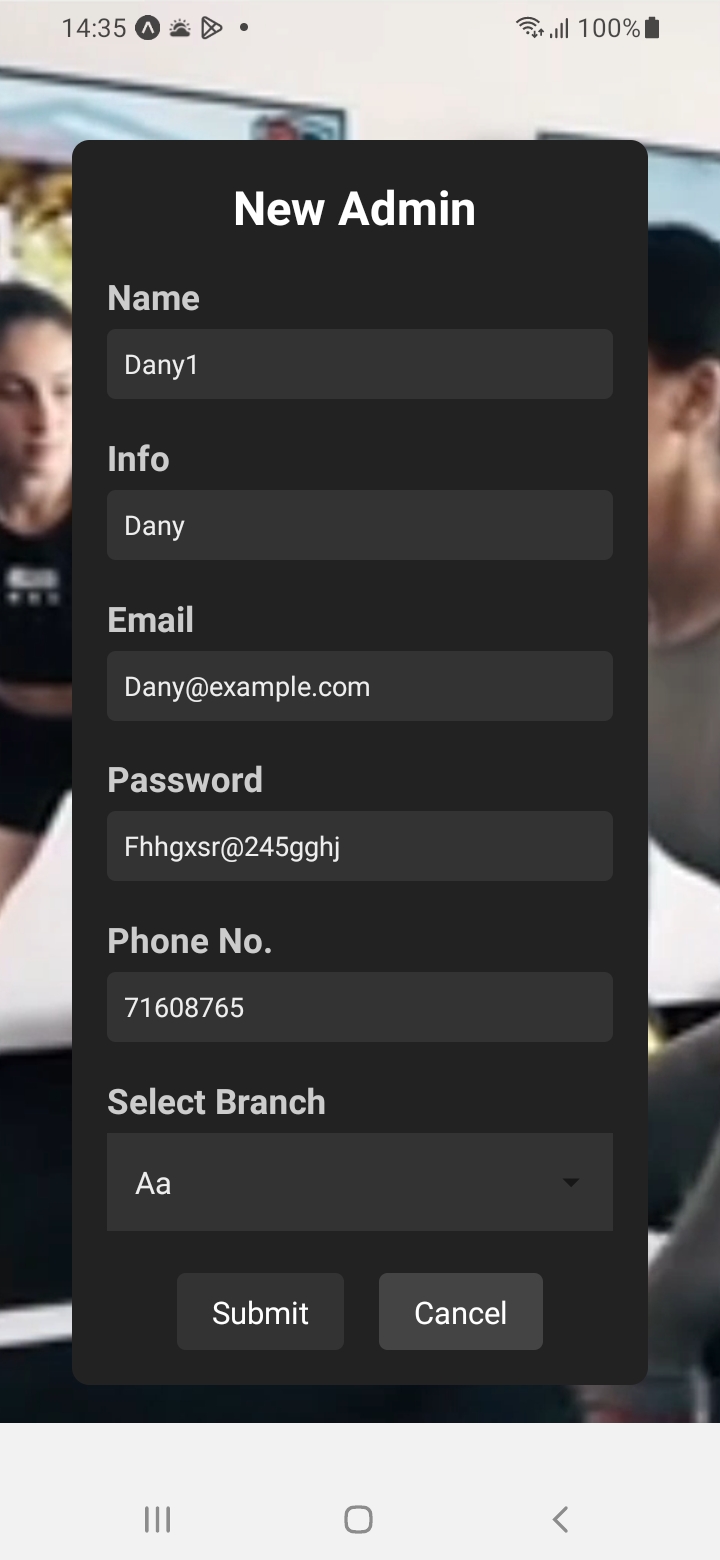 14:35
100%
New Admin
Name
Dany1
Info
Dany
Email
Dany@example.com
Password
Fhhgxsr@245gghj
Phone No.
71608765
Select Branch
Aa
Submit Cancel